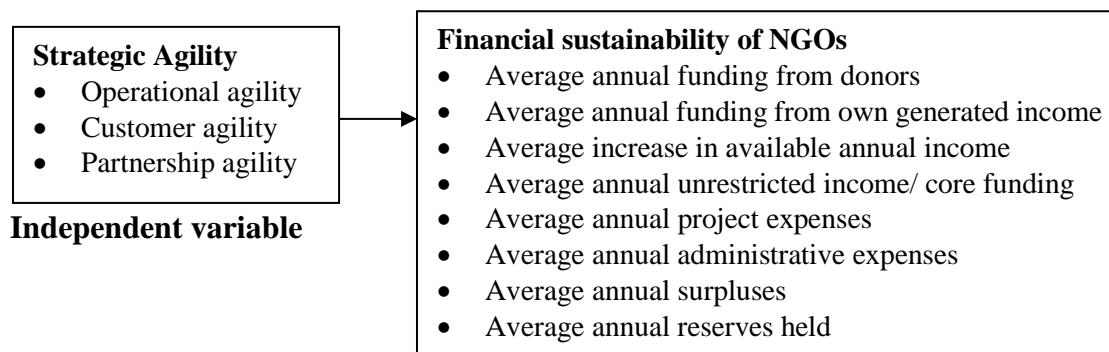 Strategic Agility
• Operational agility
• Customer agility
• Partnership agility
Independent variable
Financial sustainability of NGOs
• Average annual funding from donors
• Average annual funding from own generated income
• Average increase in available annual income
• Average annual unrestricted income/ core funding
• Average annual project expenses
• Average annual administrative expenses
• Average annual surpluses
• Average annual reserves held